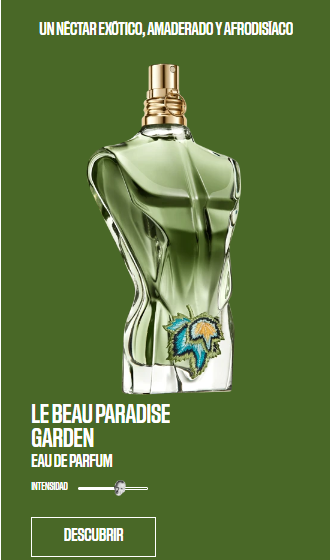 UN NÉCTAR EXÓTICO, AMADERADO Y AFRODISÍACO
LE BEAU PARADISE
GARDEN
EAU DE PARFUM
INTENSIDAD
DESCUBRIR